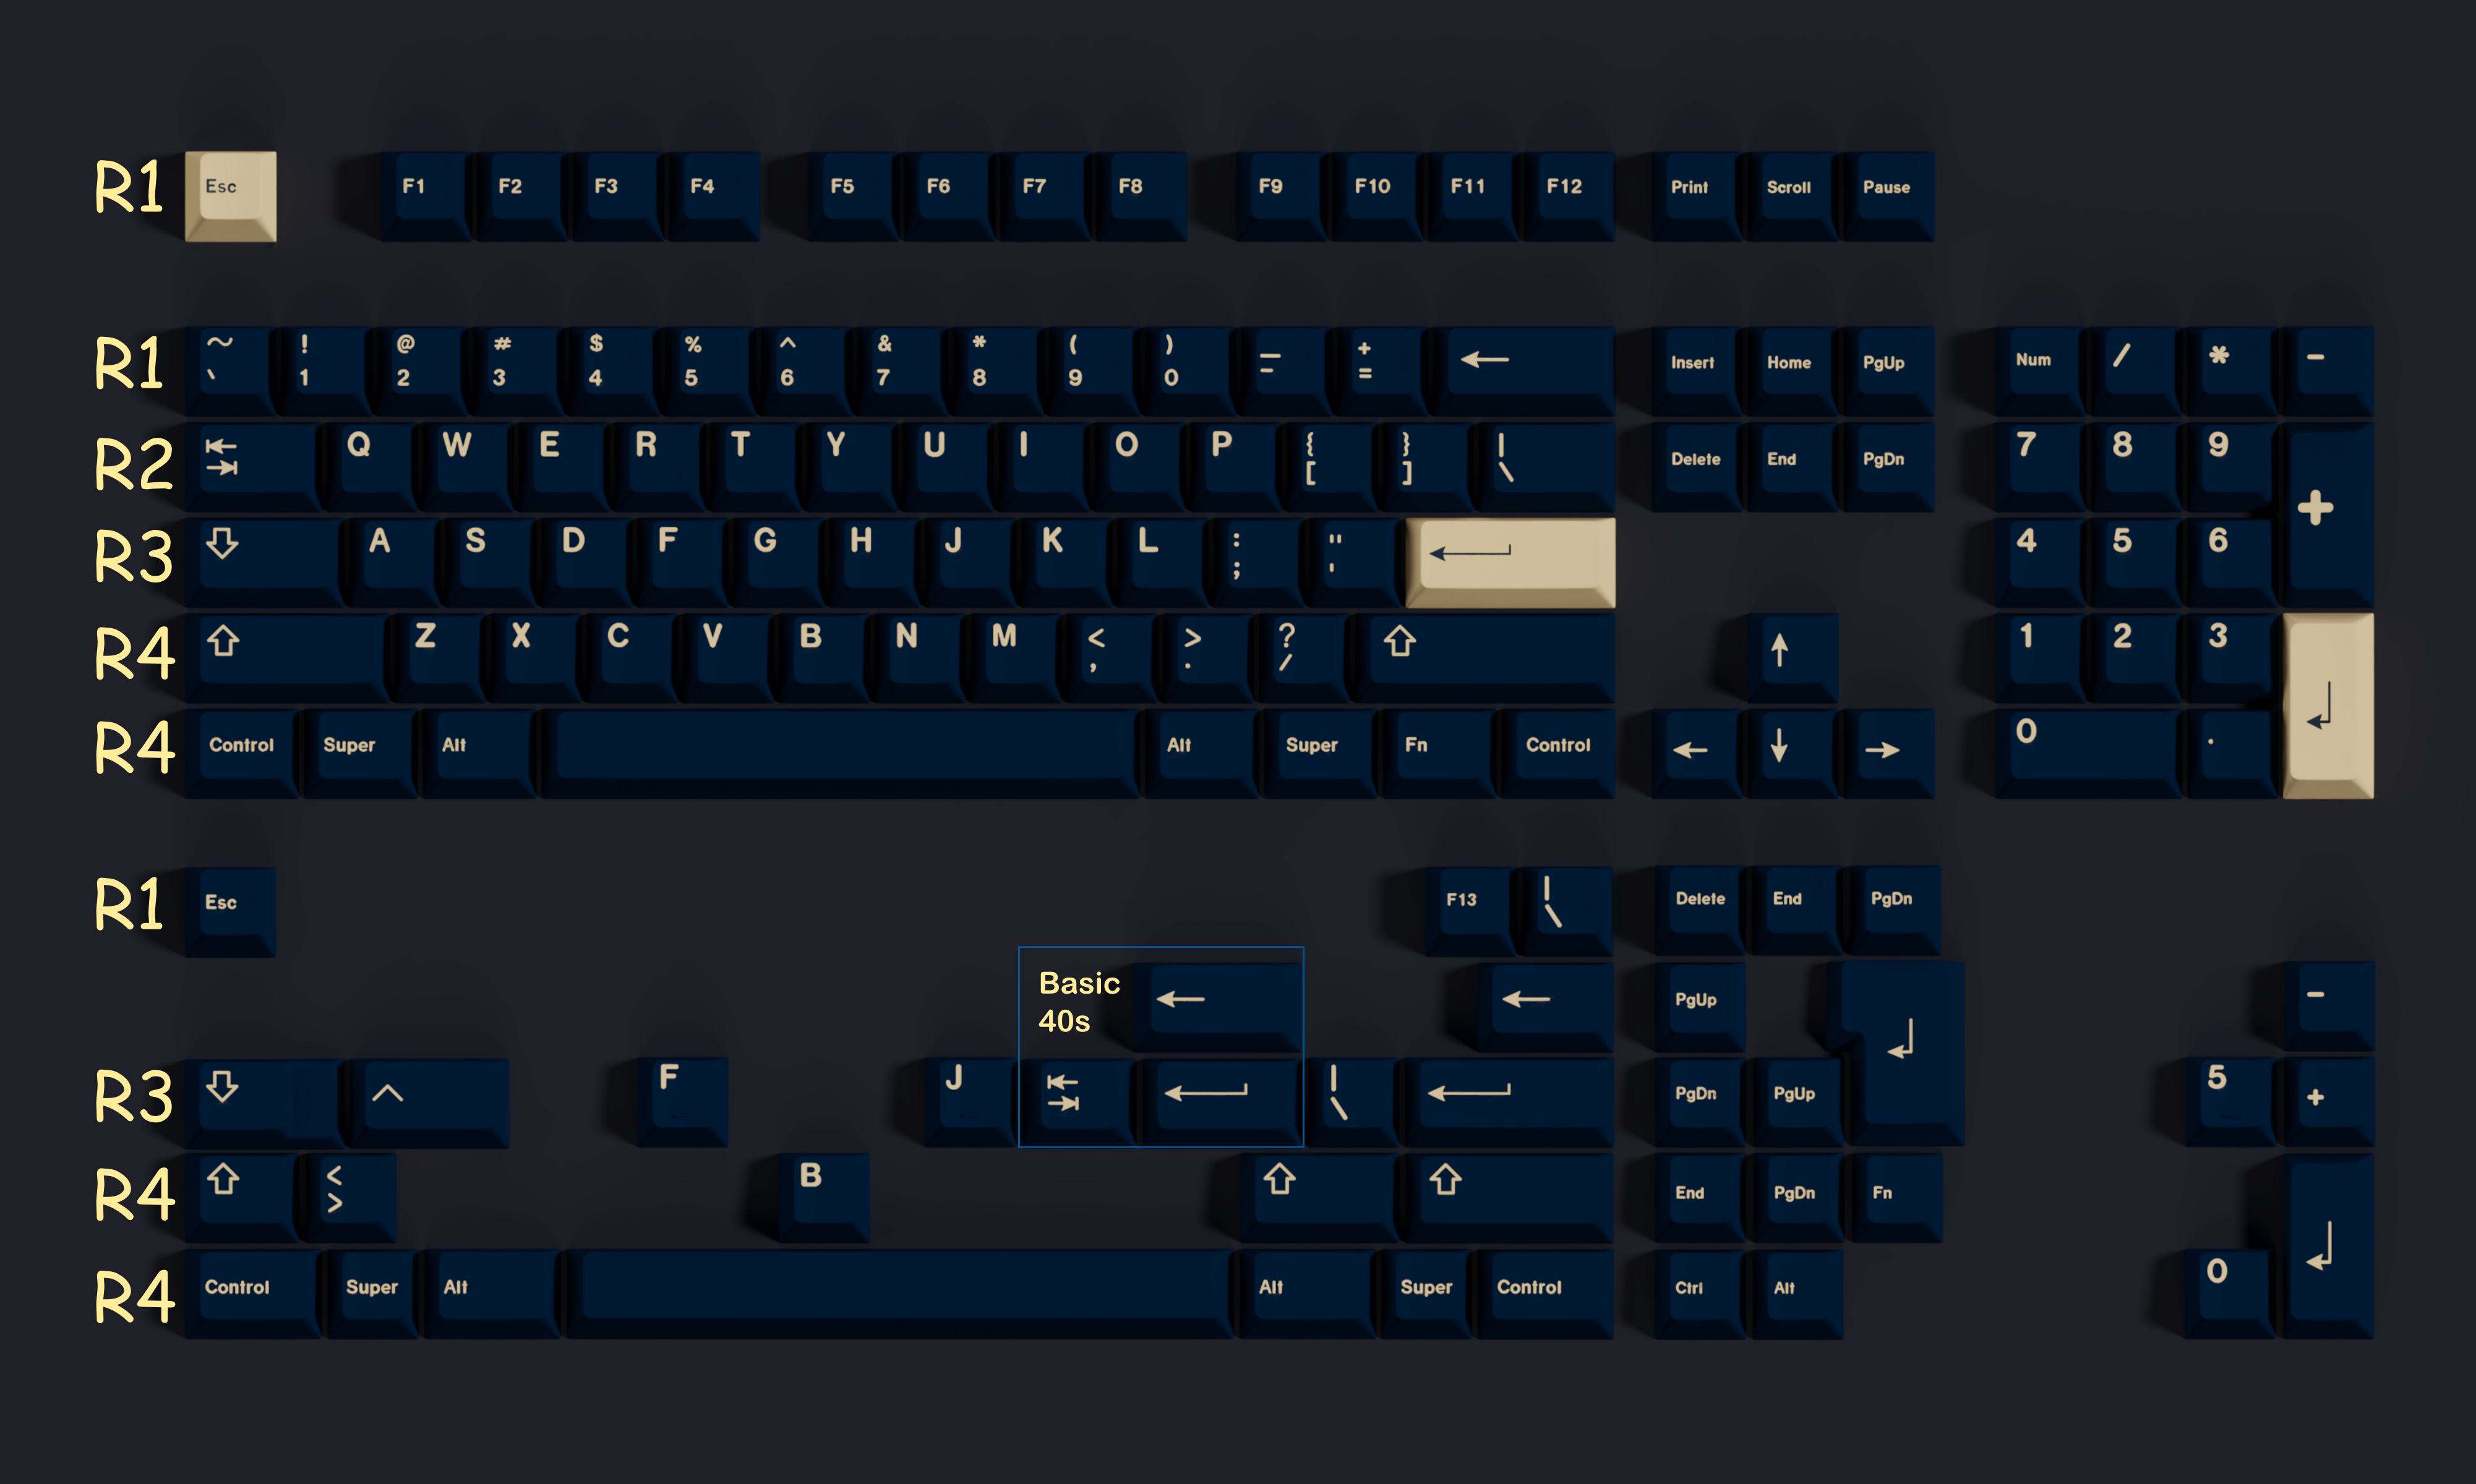 R1 Esc F1 F2 F3 F4 F5 F6 F7 F8 F9 F10 F11 F12 Print Scroll Pause
~ ! @ # $ % ^ & * ( ) _ +
R1 ` 1 2 3 4 5 6 7 8 9 0 - = ← Insert Home PgUp Num / * -
R2 ⇤ Q W E R T Y U I O P { } | Delete End PgDn 7 8 9 +
⇥ [ ] \
R3 ⇩ A S D F G H J K L : " ↵ 4 5 6
; '
R4 ⇧ Z X C V B N M < > ? ⇧ ↑ 1 2 3 ↵
, . /
R4 Control Super Alt Alt Super Fn Control ← ↓ → 0 .
R1 Esc F13 | \ Delete End PgDn
Basic ← ← PgUp ↵ -
40s
R3 ⇩ ^ F J ⇤ ⇥ ↵ | \ ↵ PgDn PgUp 5 +
R4 ⇧ < > B ⇧ ⇧ End PgDn Fn ↵
R4 Control Super Alt Alt Super Control Ctrl Alt 0